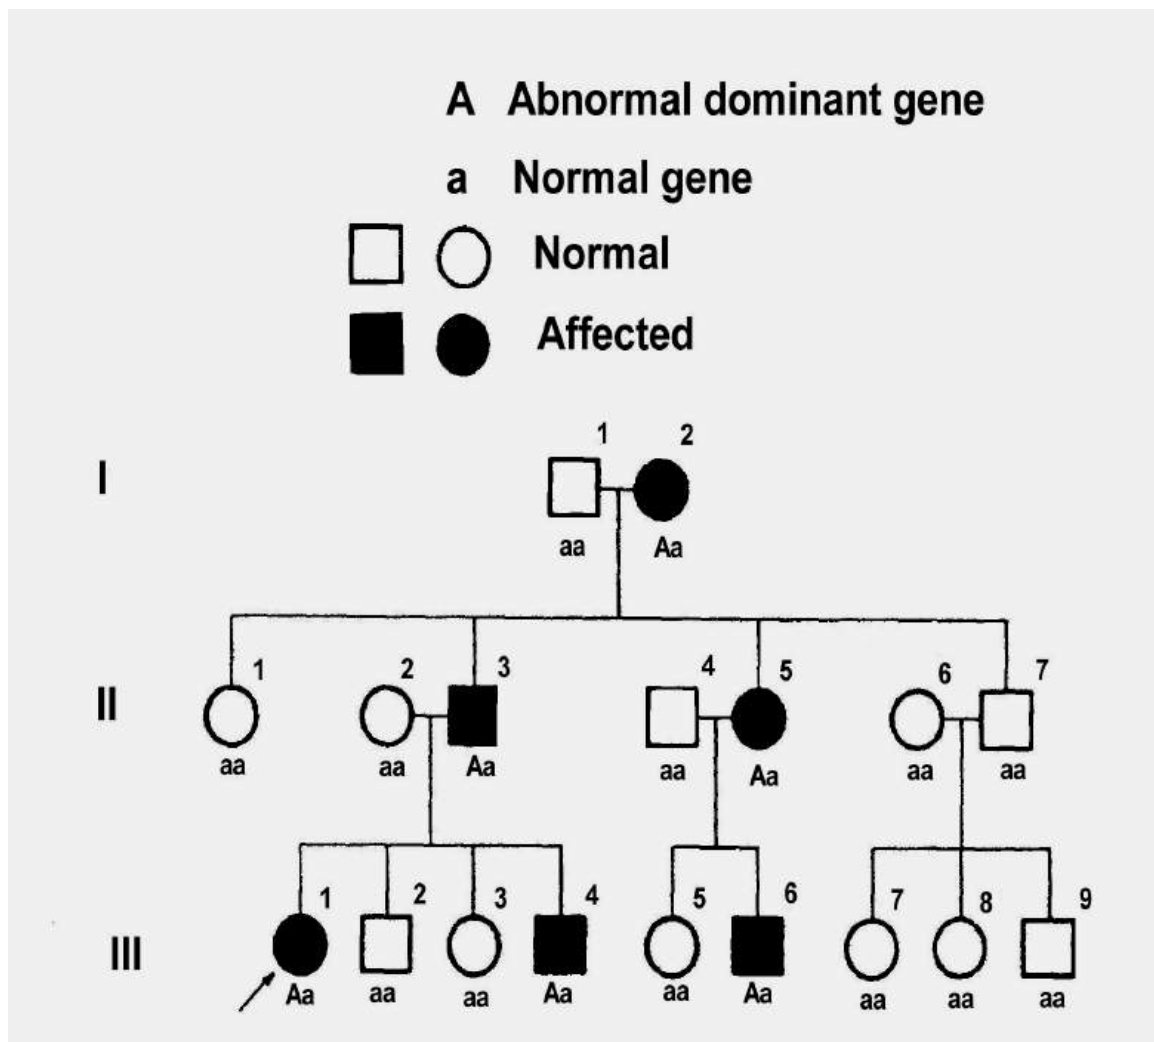 A Abnormal dominant gene
a Normal gene
Normal
Affected
1 2
I
aa Aa
1 2 3 4 5 6 7
II
aa aa Aa aa Aa aa aa
1 2 3 4 5 6 7 8 9
III
Aa aa aa Aa aa Aa aa aa aa